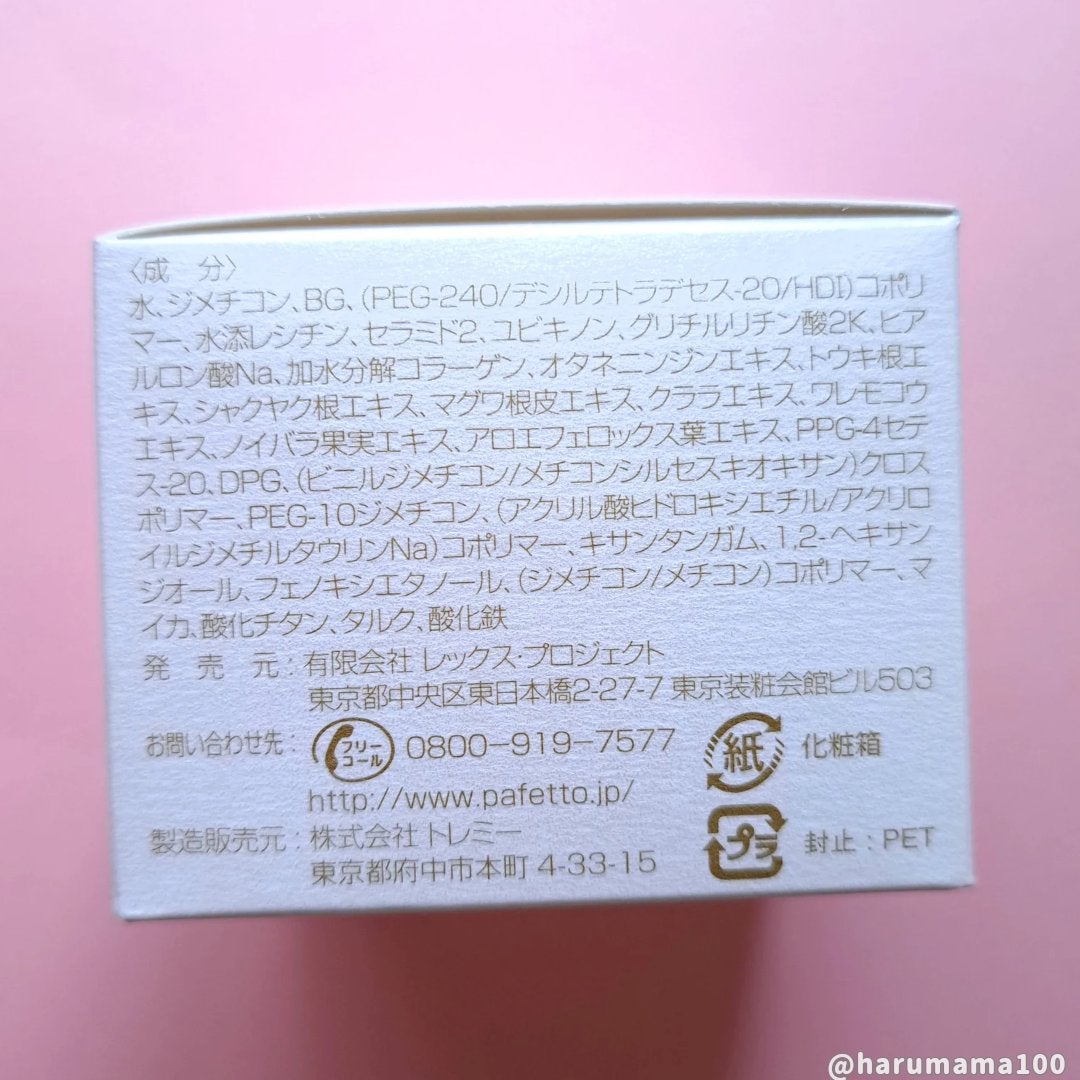 〈成 分〉
水、ジメチコン、BG、(PEG-240/デシルテトラデセス-20/HDI)コポリ
マー、水添レシチン、セラミド2、ユビキノン、グリチルリチン酸2K、ヒア
ルロン酸Na、加水分解コラーゲン、オタネニンジンエキス、トウキ根エ
キス、シャクヤク根エキス、マグワ根皮エキス、クララエキス、ワレモコウ
エキス、ノイバラ果実エキス、アロエフェロックス葉エキス、PPG-4セテ
ス-20、DPG、(ビニルジメチコン/メチコンシルセスキオキサン)クロス
ポリマー、PEG-10ジメチコン、(アクリル酸ヒドロキシエチル/アクリロ
イルジメチルタウリンNa)コポリマー、キサンタンガム、1,2-ヘキサン
ジオール、フェノキシエタノール、(ジメチコン/メチコン)コポリマー、マ
イカ、酸化チタン、タルク、酸化鉄
発 売 元 : 有限会社 レックス・プロジェクト
東京都中央区東日本橋2-27-7 東京装粧会館ビル503
お問い合わせ先 : フリーコール 0800-919-7577
http://www.pafetto.jp/
製造販売元 : 株式会社 トレミー
東京都府中市本町 4-33-15
紙 化粧箱
プラ 封止 : PET
@harumama100